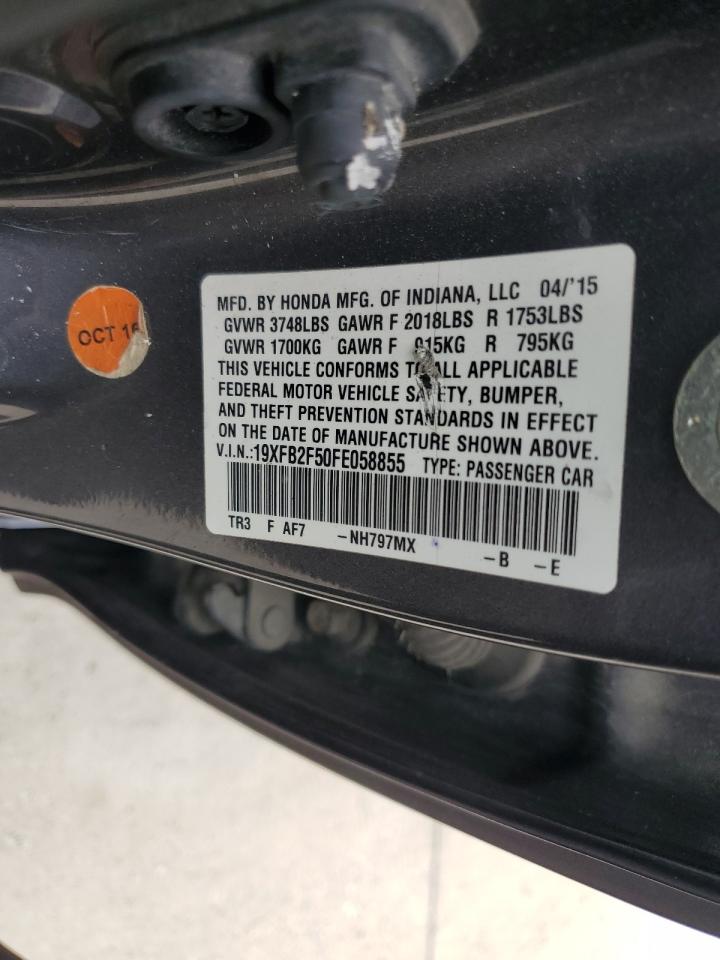 MFD. BY HONDA MFG. OF INDIANA, LLC 04/'15
GVWR 3748LBS GAWR F 2018LBS R 1753LBS
GVWR 1700KG GAWR F 915KG R 795KG
THIS VEHICLE CONFORMS TO ALL APPLICABLE
FEDERAL MOTOR VEHICLE SAFETY, BUMPER,
AND THEFT PREVENTION STANDARDS IN EFFECT
ON THE DATE OF MANUFACTURE SHOWN ABOVE.
V.I.N.: 19XFB2F50FE058855 TYPE: PASSENGER CAR
TR3 F AF7 -NH797MX -B -E
OCT